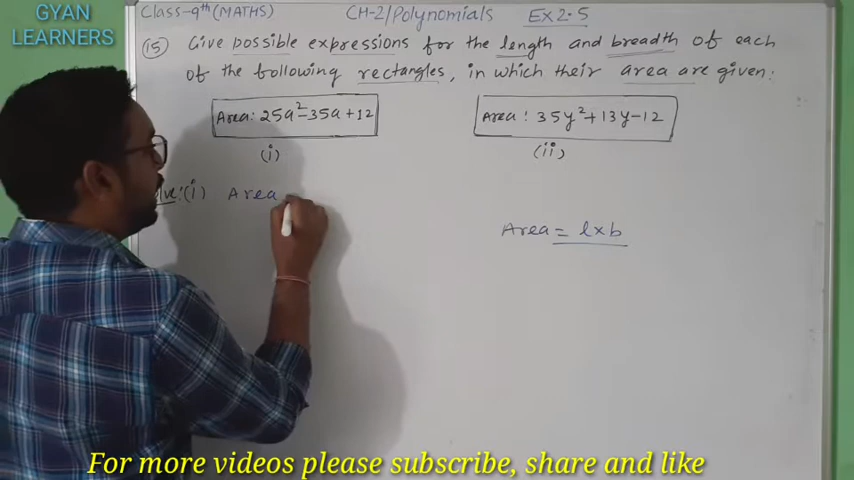 GYAN
LEARNERS
Class-9th (MATHS) CH-2/Polynomials Ex 2.5
(15) Give possible expressions for the length and breadth of each
of the following rectangles, in which their area are given:
Area: 25a²-35a+12 Area: 35y²+13y-12
(i) (ii)
(i) Area
Area = l×b
For more videos please subscribe, share and like